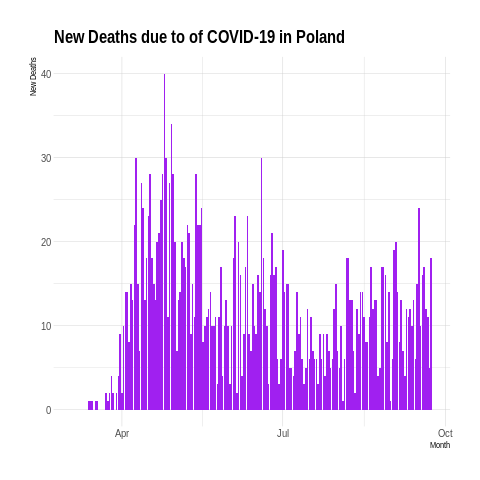 New Deaths due to of COVID-19 in Poland
New Deaths
40
30
20
10
0
Apr
Jul
Oct
Month